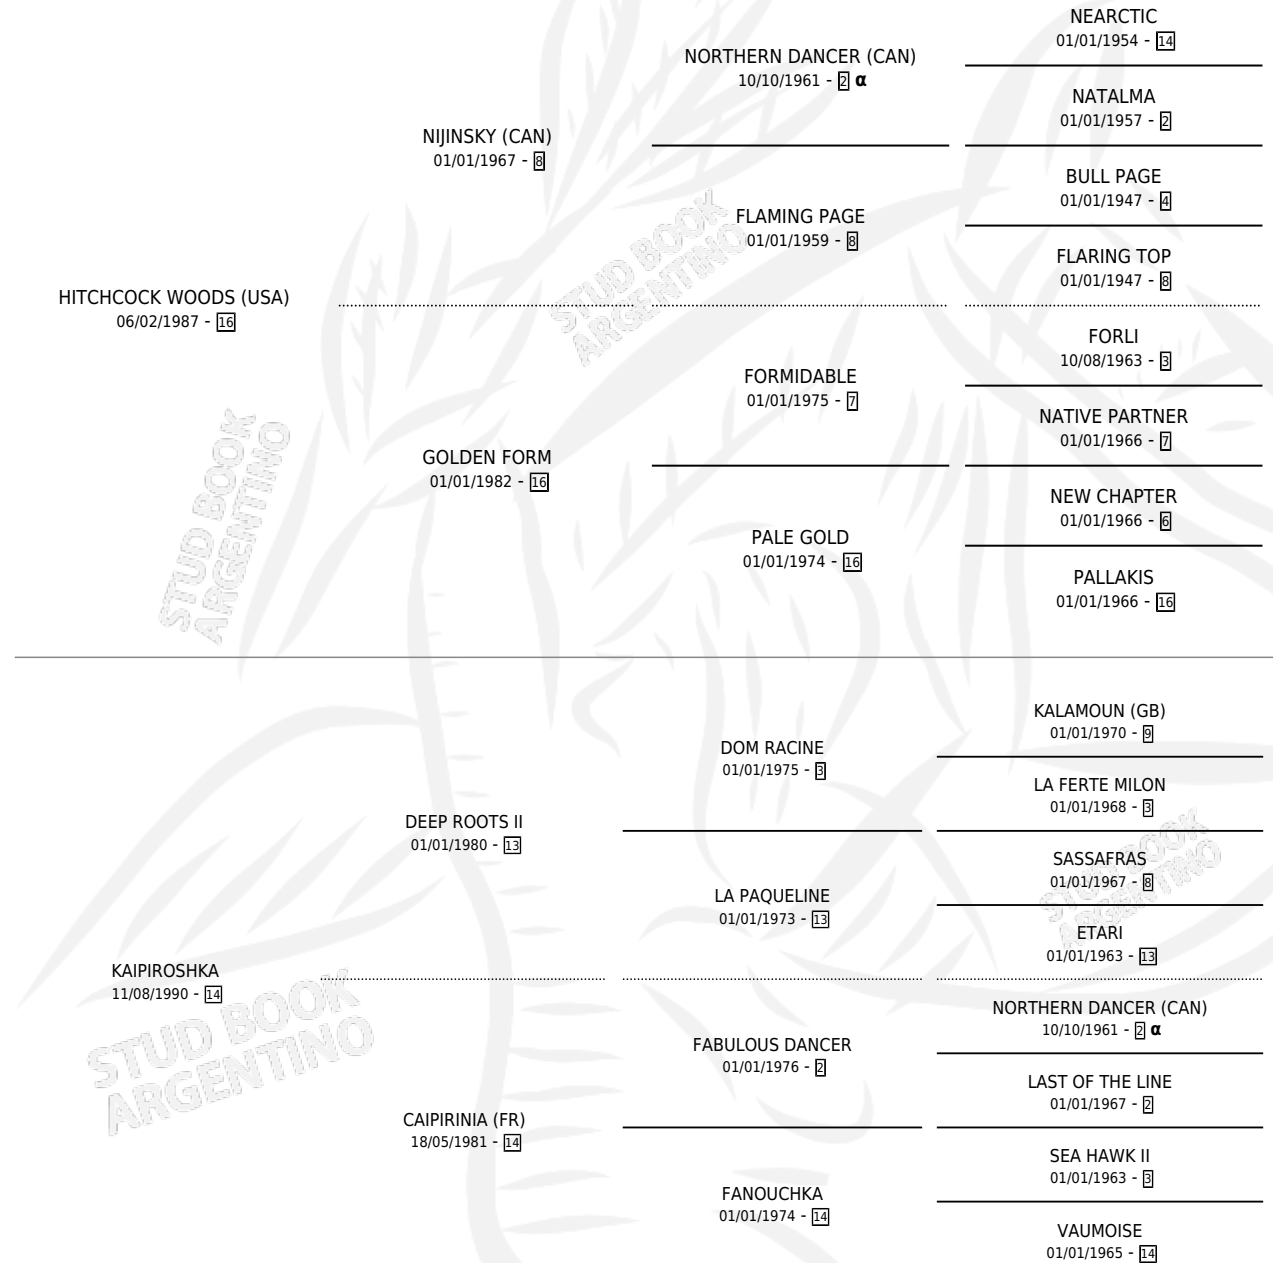 NEARCTIC
01/01/1954 - 14
NORTHERN DANCER (CAN)
10/10/1961 - 2 α
NATALMA
01/01/1957 - 2
NIJINSKY (CAN)
01/01/1967 - 8
BULL PAGE
01/01/1947 - 4
FLAMING PAGE
01/01/1959 - 8
FLARING TOP
01/01/1947 - 8
HITCHCOCK WOODS (USA)
06/02/1987 - 16
FORLI
10/08/1963 - 3
FORMIDABLE
01/01/1975 - 7
NATIVE PARTNER
01/01/1966 - 7
GOLDEN FORM
01/01/1982 - 16
NEW CHAPTER
01/01/1966 - 6
PALE GOLD
01/01/1974 - 16
PALLAKIS
01/01/1966 - 16
KALAMOUN (GB)
01/01/1970 - 9
DOM RACINE
01/01/1975 - 3
LA FERTE MILON
01/01/1968 - 3
DEEP ROOTS II
01/01/1980 - 13
SASSAFRAS
01/01/1967 - 8
LA PAQUELINE
01/01/1973 - 13
ETARI
01/01/1963 - 13
KAIPIROSHKA
11/08/1990 - 14
NORTHERN DANCER (CAN)
10/10/1961 - 2 α
FABULOUS DANCER
01/01/1976 - 2
LAST OF THE LINE
01/01/1967 - 2
CAIPIRINIA (FR)
18/05/1981 - 14
SEA HAWK II
01/01/1963 - 3
FANOUCHKA
01/01/1974 - 14
VAUMOISE
01/01/1965 - 14
STUD BOOK
ARGENTINO
STUD BOOK
ARGENTINO
STUD BOOK
ARGENTINO
STUD BOOK
ARGENTINO